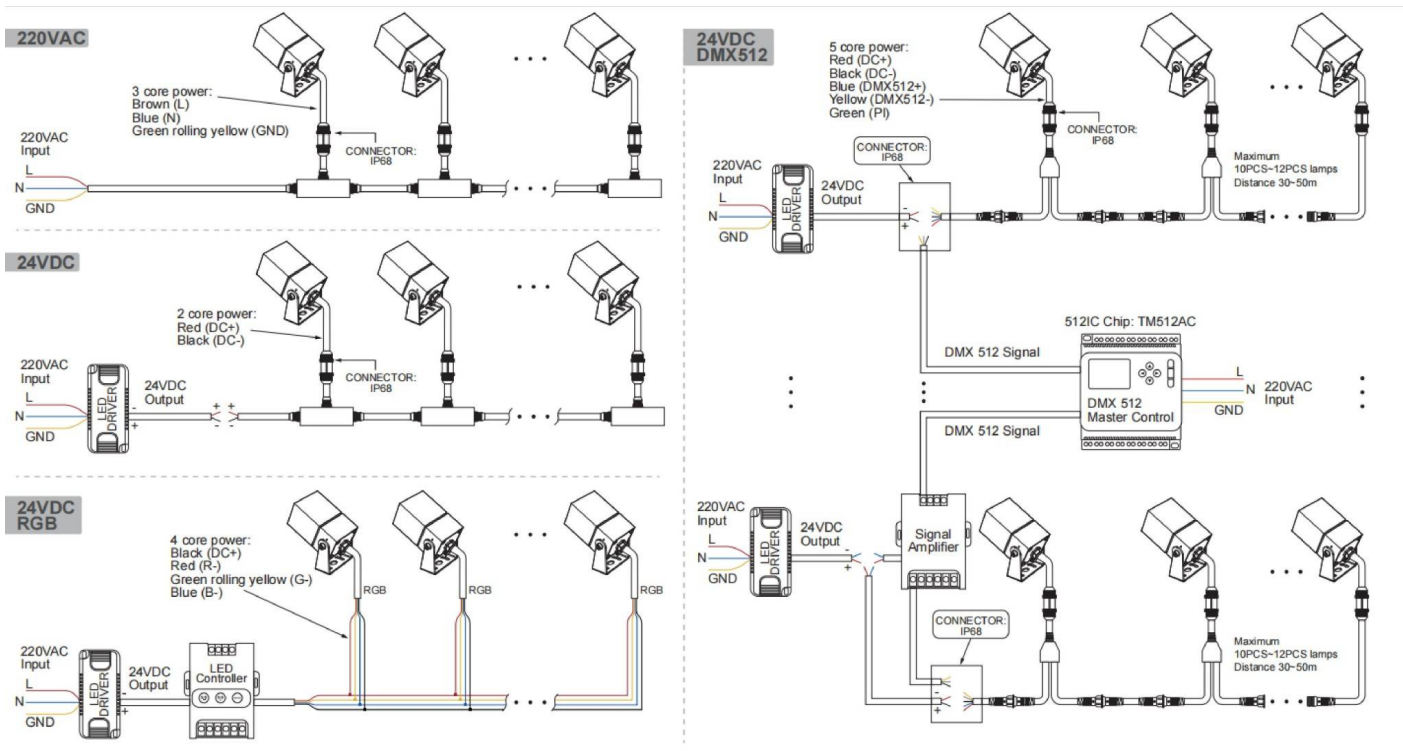 220VAC
3 core power:
Brown (L)
Blue (N)
Green rolling yellow (GND)
220VAC
Input
L
N
GND
CONNECTOR:
IP68
24VDC
2 core power:
Red (DC+)
Black (DC-)
220VAC
Input
L
N
GND
LED
DRIVER
-
+
24VDC
Output
+ +
- -
CONNECTOR:
IP68
24VDC
RGB
4 core power:
Black (DC+)
Red (R-)
Green rolling yellow (G-)
Blue (B-)
RGB
RGB
RGB
220VAC
Input
L
N
GND
LED
DRIVER
-
+
24VDC
Output
LED
Controller
24VDC
DMX512
5 core power:
Red (DC+)
Black (DC-)
Blue (DMX512+)
Yellow (DMX512-)
Green (PI)
CONNECTOR:
IP68
CONNECTOR:
IP68
220VAC
Input
L
N
GND
LED
DRIVER
24VDC
Output
-
+
Maximum
10PCS~12PCS lamps
Distance 30~50m
512IC Chip: TM512AC
DMX 512 Signal
DMX 512
Master Control
L
N
GND
220VAC
Input
DMX 512 Signal
220VAC
Input
L
N
GND
LED
DRIVER
24VDC
Output
-
+
Signal
Amplifier
CONNECTOR:
IP68
-
+
Maximum
10PCS~12PCS lamps
Distance 30~50m